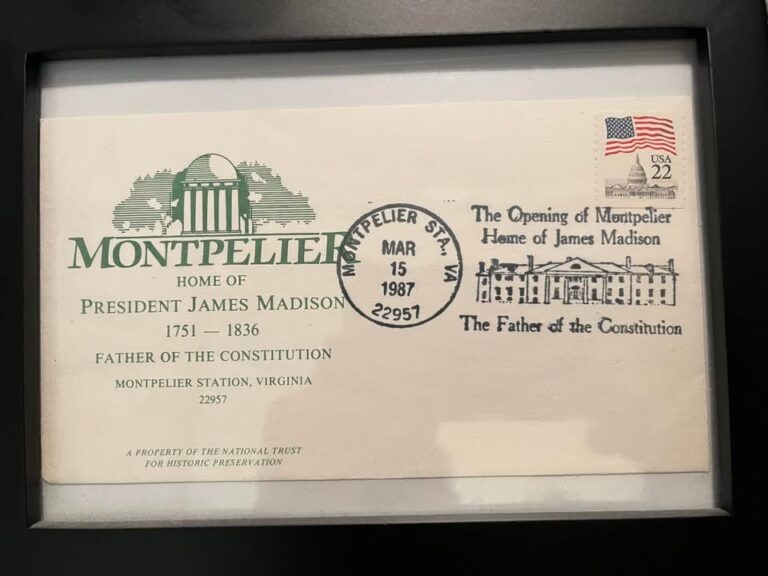 MONTPELIER
HOME OF
PRESIDENT JAMES MADISON
1751 — 1836
FATHER OF THE CONSTITUTION
MONTPELIER STATION, VIRGINIA
22957
A PROPERTY OF THE NATIONAL TRUST
FOR HISTORIC PRESERVATION
MONTPELIER STA., VA
MAR
15
1987
22957
USA
22
The Opening of Montpelier
Home of James Madison
The Father of the Constitution